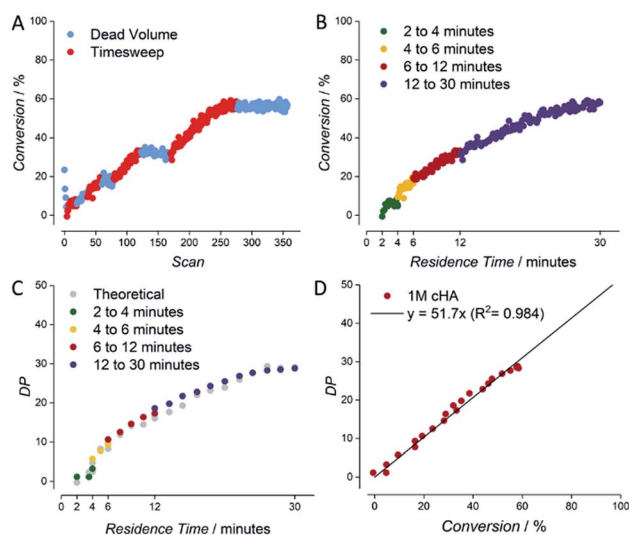 A
Dead Volume
Timesweep
Conversion / %
100
80
60
40
20
0
0 50 100 150 200 250 300 350
Scan
B
2 to 4 minutes
4 to 6 minutes
6 to 12 minutes
12 to 30 minutes
Conversion / %
100
80
60
40
20
0
0 2 4 6 12 30
Residence Time / minutes
C
Theoretical
2 to 4 minutes
4 to 6 minutes
6 to 12 minutes
12 to 30 minutes
DP
50
40
30
20
10
0
0 2 4 6 12 30
Residence Time / minutes
D
1M cHA
y = 51.7x (R²= 0.984)
DP
50
40
30
20
10
0
0 20 40 60 80 100
Conversion / %